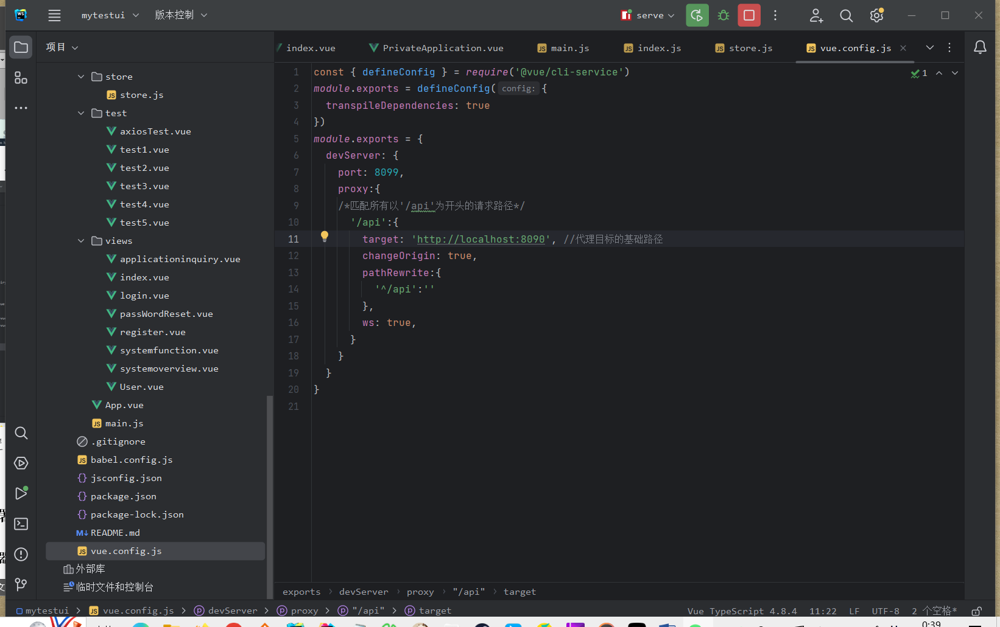 mytestui
版本控制
serve
项目
index.vue
PrivateApplication.vue
main.js
index.js
store.js
vue.config.js
store
store.js
test
axiosTest.vue
test1.vue
test2.vue
test3.vue
test4.vue
test5.vue
views
applicationinquiry.vue
index.vue
login.vue
passWordReset.vue
register.vue
systemfunction.vue
systemoverview.vue
User.vue
App.vue
main.js
.gitignore
babel.config.js
jsconfig.json
package.json
package-lock.json
README.md
vue.config.js
外部库
临时文件和控制台
1 const { defineConfig } = require('@vue/cli-service')
2 module.exports = defineConfig( config: {
3 transpileDependencies: true
4 })
5 module.exports = {
6 devServer: {
7 port: 8099,
8 proxy:{
9 /*匹配所有以'/api'为开头的请求路径*/
10 '/api':{
11 target: 'http://localhost:8090', //代理目标的基础路径
12 changeOrigin: true,
13 pathRewrite:{
14 '^/api':''
15 },
16 ws: true,
17 }
18 }
19 }
20 }
21
1
exports > devServer > proxy > "/api" > target
mytestui > vue.config.js > devServer > proxy > "/api" > target
Vue TypeScript 4.8.4 11:22 LF UTF-8 2 个空格*
0:39